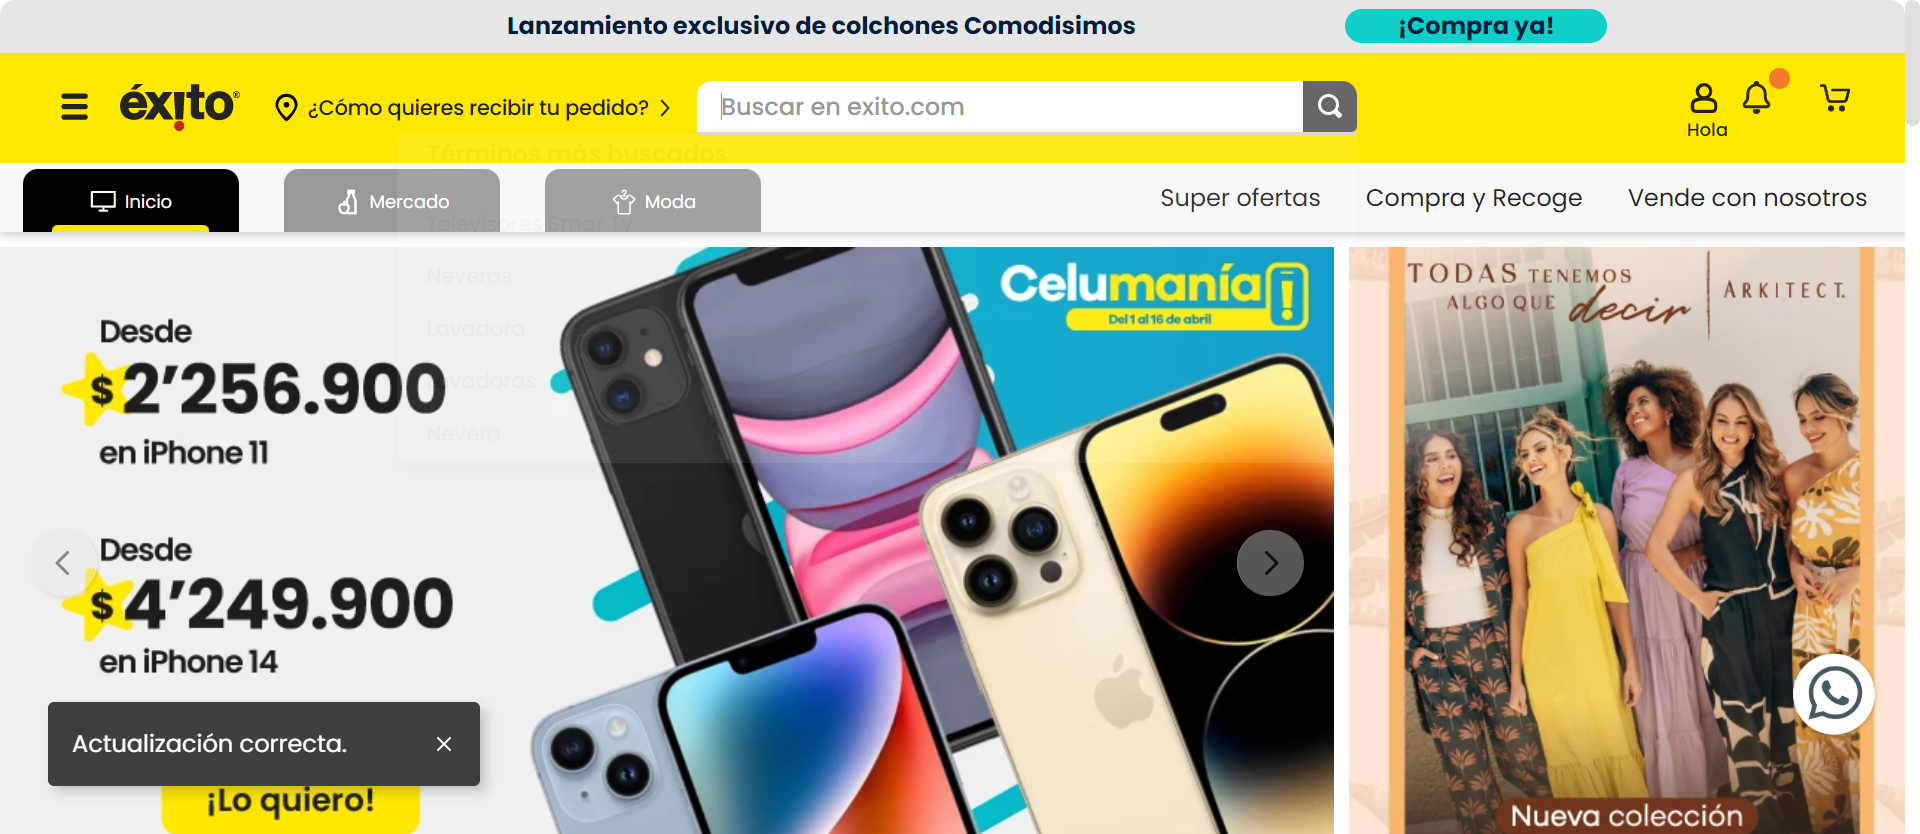 Lanzamiento exclusivo de colchones Comodisimos
¡Compra ya!
éxito
¿Cómo quieres recibir tu pedido?
Buscar en exito.com
Hola
Términos más buscados
Inicio
Mercado
Moda
Super ofertas
Compra y Recoge
Vende con nosotros
Televisores Smar Tv
Neveras
Lavadora
Lavadoras
Nevera
Celumanía
Del 1 al 16 de abril
Desde
$ 2'256.900
en iPhone 11
Desde
$ 4'249.900
en iPhone 14
¡Lo quiero!
TODAS TENEMOS
ALGO QUE decir
ARKITECT.
Nueva colección
Actualización correcta.